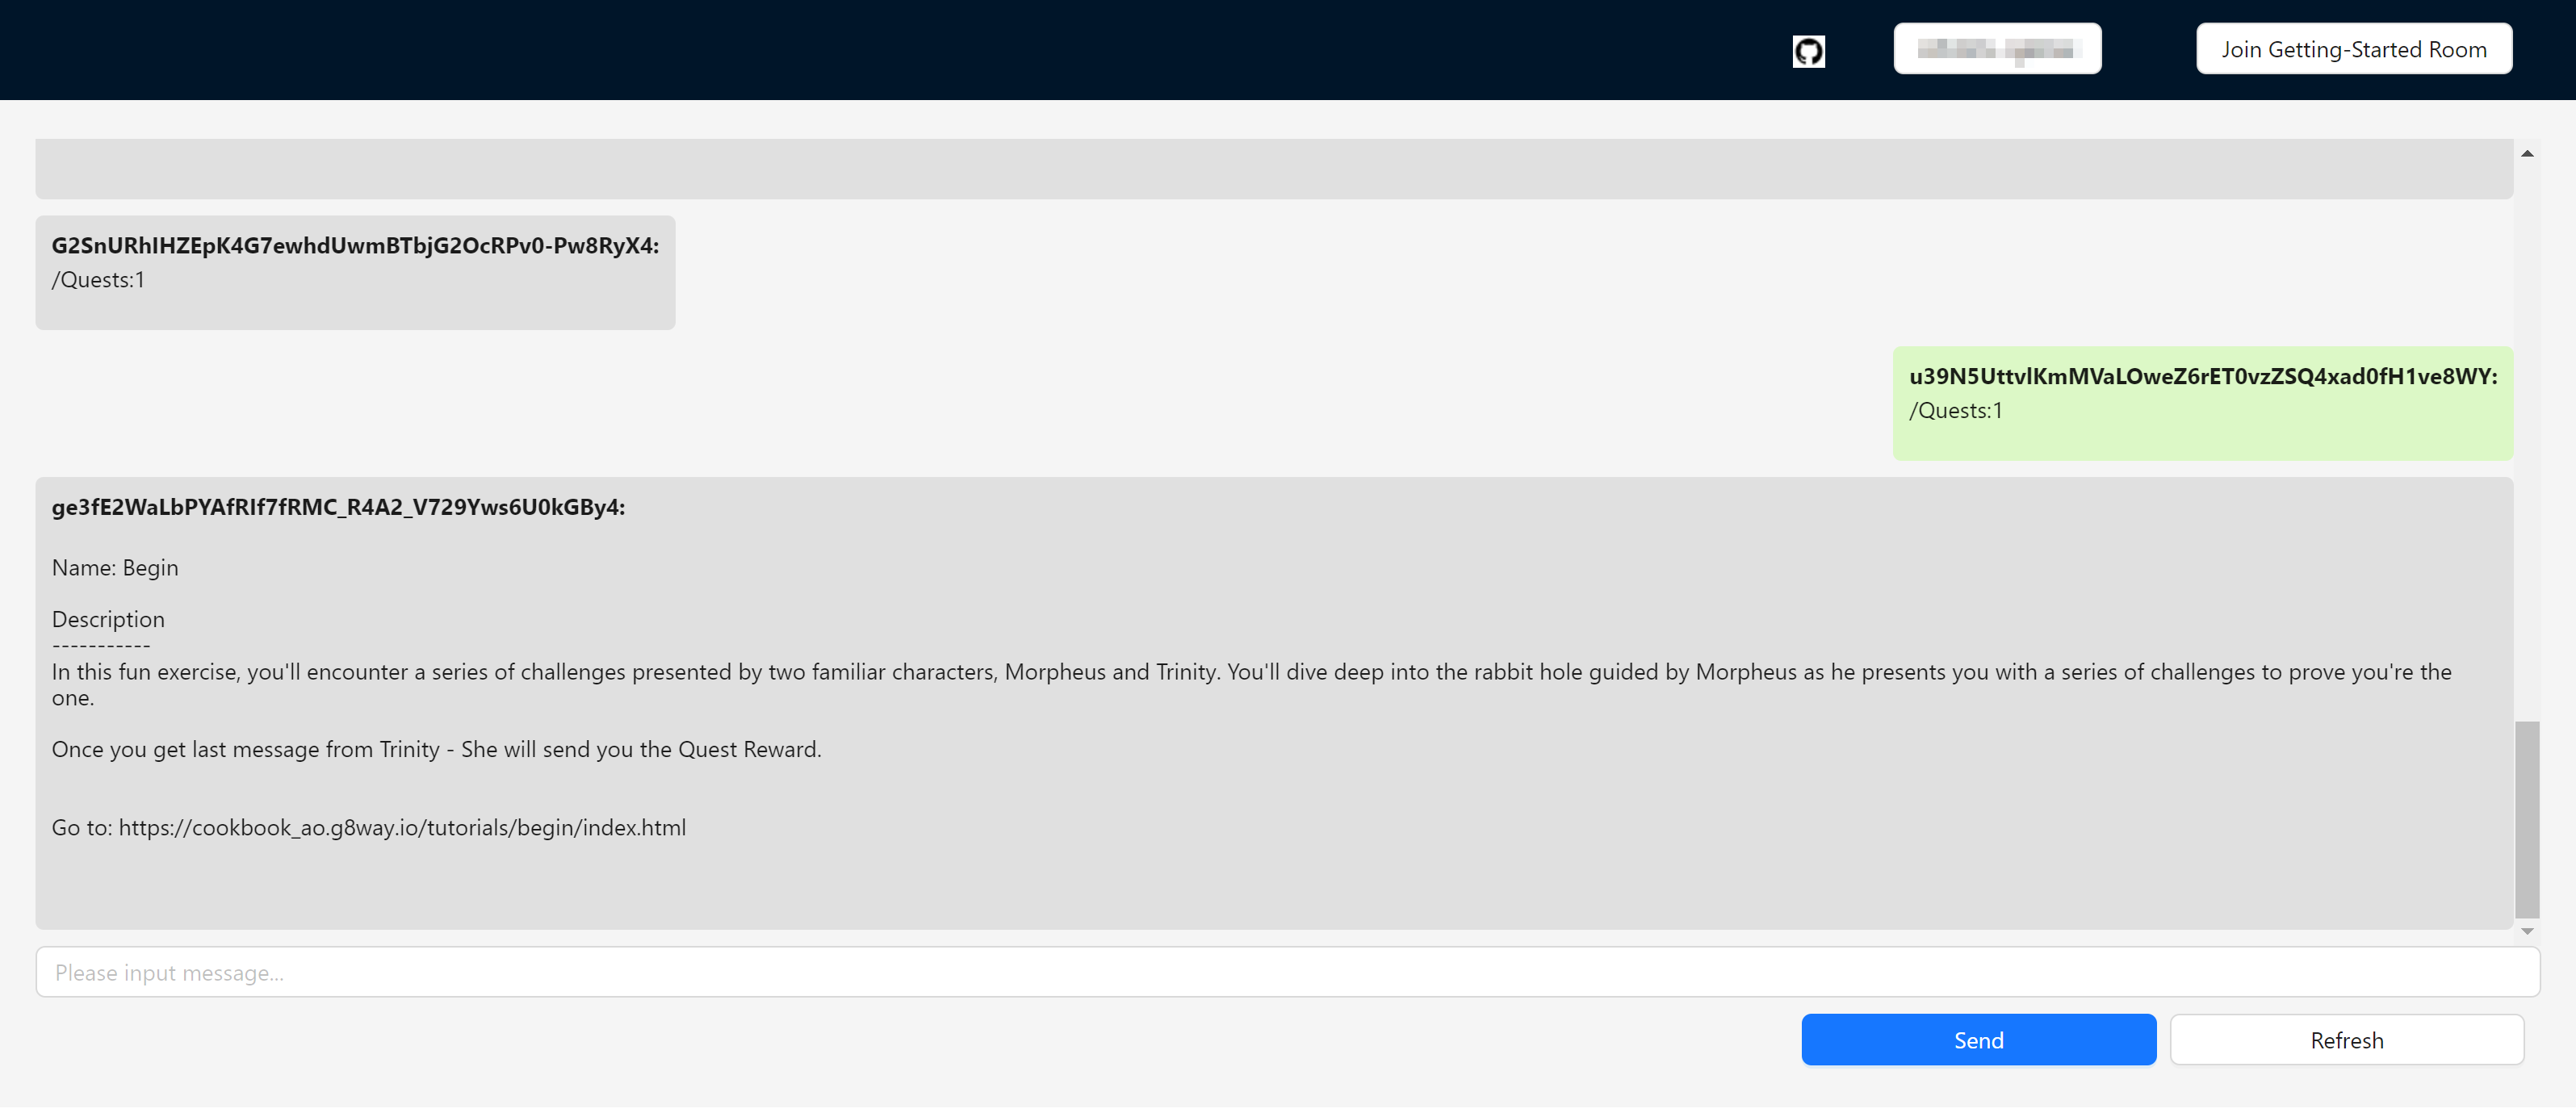 Join Getting-Started Room
G2SnURhIHZEpK4G7ewhdUwmBTbjG2OcRPv0-Pw8RyX4:
/Quests:1
u39N5UttvlKmMVaLOweZ6rET0vzZSQ4xad0fH1ve8WY:
/Quests:1
ge3fE2WaLbPYAfRIf7fRMC_R4A2_V729Yws6U0kGBy4:
Name: Begin
Description
-----------
In this fun exercise, you'll encounter a series of challenges presented by two familiar characters, Morpheus and Trinity. You'll dive deep into the rabbit hole guided by Morpheus as he presents you with a series of challenges to prove you're the
one.
Once you get last message from Trinity - She will send you the Quest Reward.
Go to: https://cookbook_ao.g8way.io/tutorials/begin/index.html
Please input message...
Send
Refresh